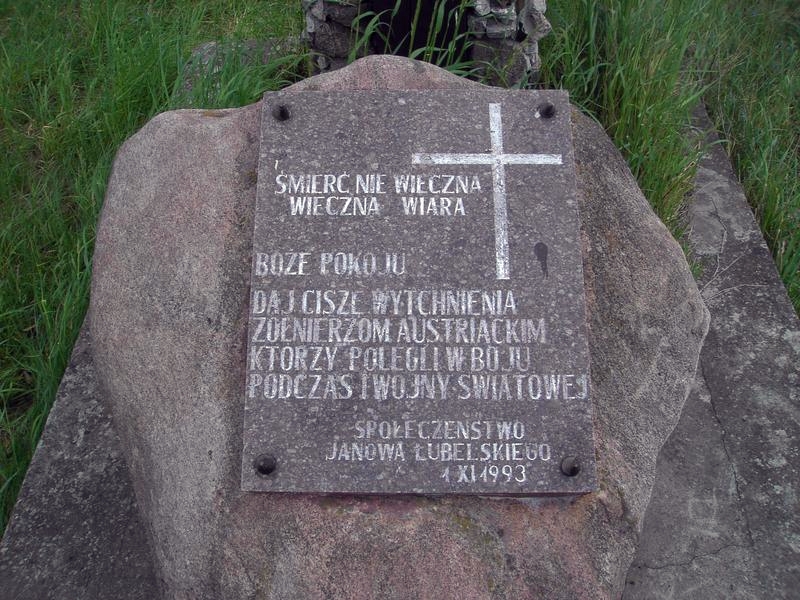 ŚMIERĆ NIE WIECZNA
WIECZNA WIARA
BOŻE POKOJU
DAJ CISZĘ WYTCHNIENIA
ŻOŁNIERZOM AUSTRIACKIM
KTÓRZY POLEGLI W BOJU
PODCZAS I WOJNY ŚWIATOWEJ
SPOŁECZEŃSTWO
JANOWA LUBELSKIEGO
1 XI 1993